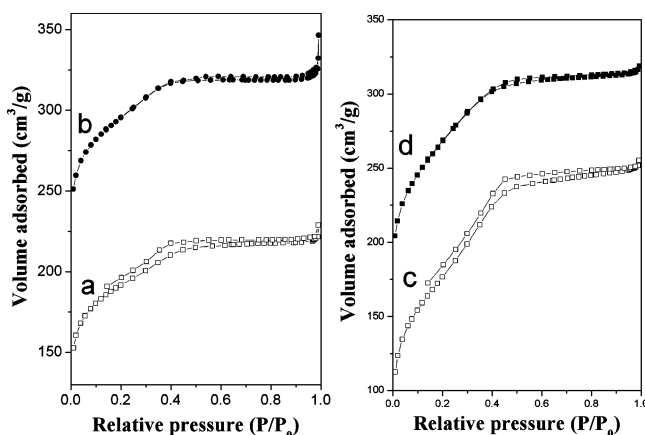 Volume adsorbed (cm³/g)
350
300
250
200
150
b
a
0.0 0.2 0.4 0.6 0.8 1.0
Relative pressure (P/P₀)
Volume adsorbed (cm³/g)
350
300
250
200
150
100
d
c
0.0 0.2 0.4 0.6 0.8 1.0
Relative pressure (P/P₀)